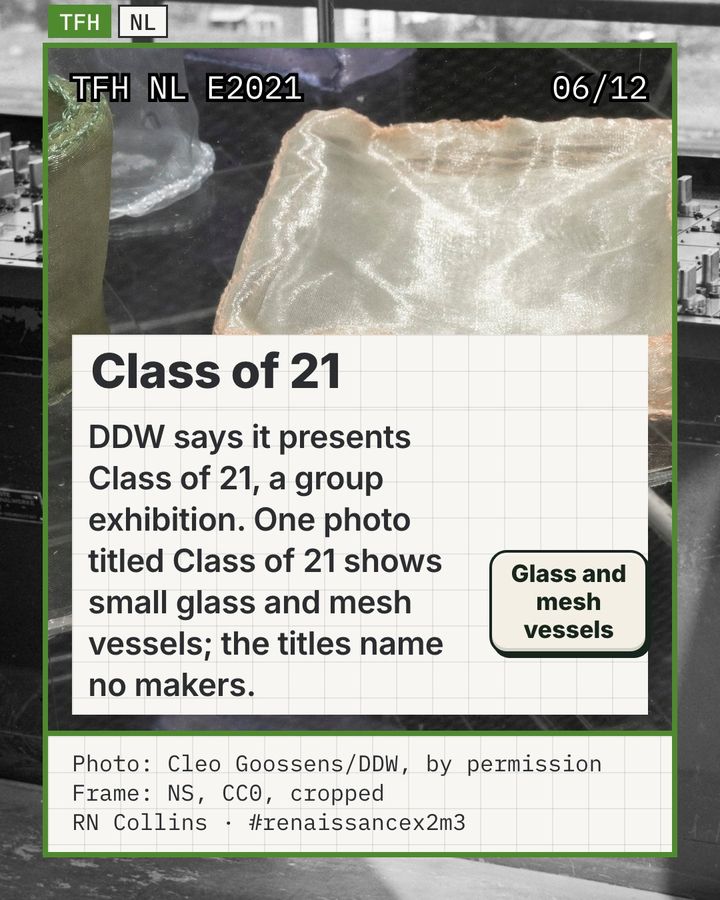 TFH NL
TFH NL E2021 06/12
Class of 21
DDW says it presents
Class of 21, a group
exhibition. One photo
titled Class of 21 shows
small glass and mesh
vessels; the titles name
no makers.
Glass and
mesh
vessels
Photo: Cleo Goossens/DDW, by permission
Frame: NS, CC0, cropped
RN Collins · #renaissancex2m3